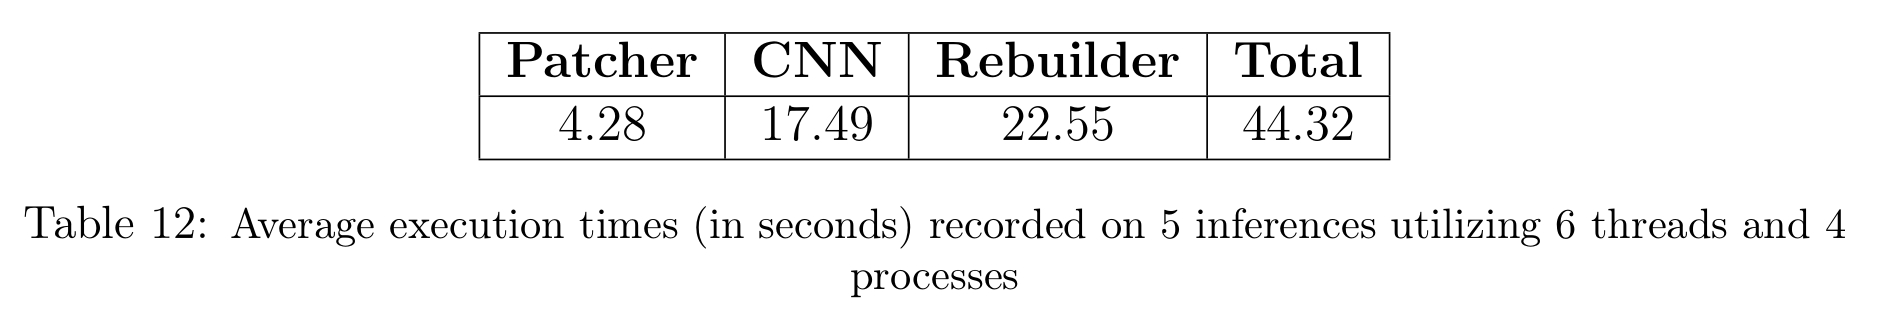 Patcher CNN Rebuilder Total
4.28 17.49 22.55 44.32
Table 12: Average execution times (in seconds) recorded on 5 inferences utilizing 6 threads and 4
processes